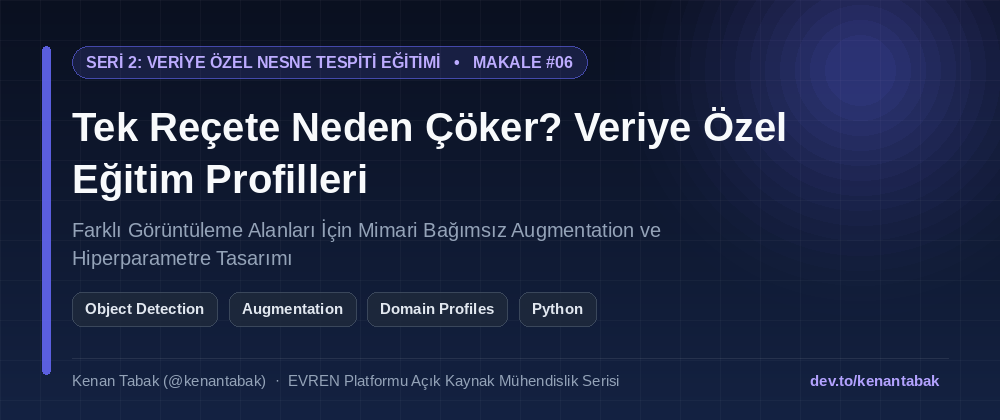 SERİ 2: VERİYE ÖZEL NESNE TESPİTİ EĞİTİMİ • MAKALE #06
Tek Reçete Neden Çöker? Veriye Özel
Eğitim Profilleri
Farklı Görüntüleme Alanları İçin Mimari Bağımsız Augmentation ve
Hiperparametre Tasarımı
Object Detection Augmentation Domain Profiles Python
Kenan Tabak (@kenantabak) · EVREN Platformu Açık Kaynak Mühendislik Serisi dev.to/kenantabak